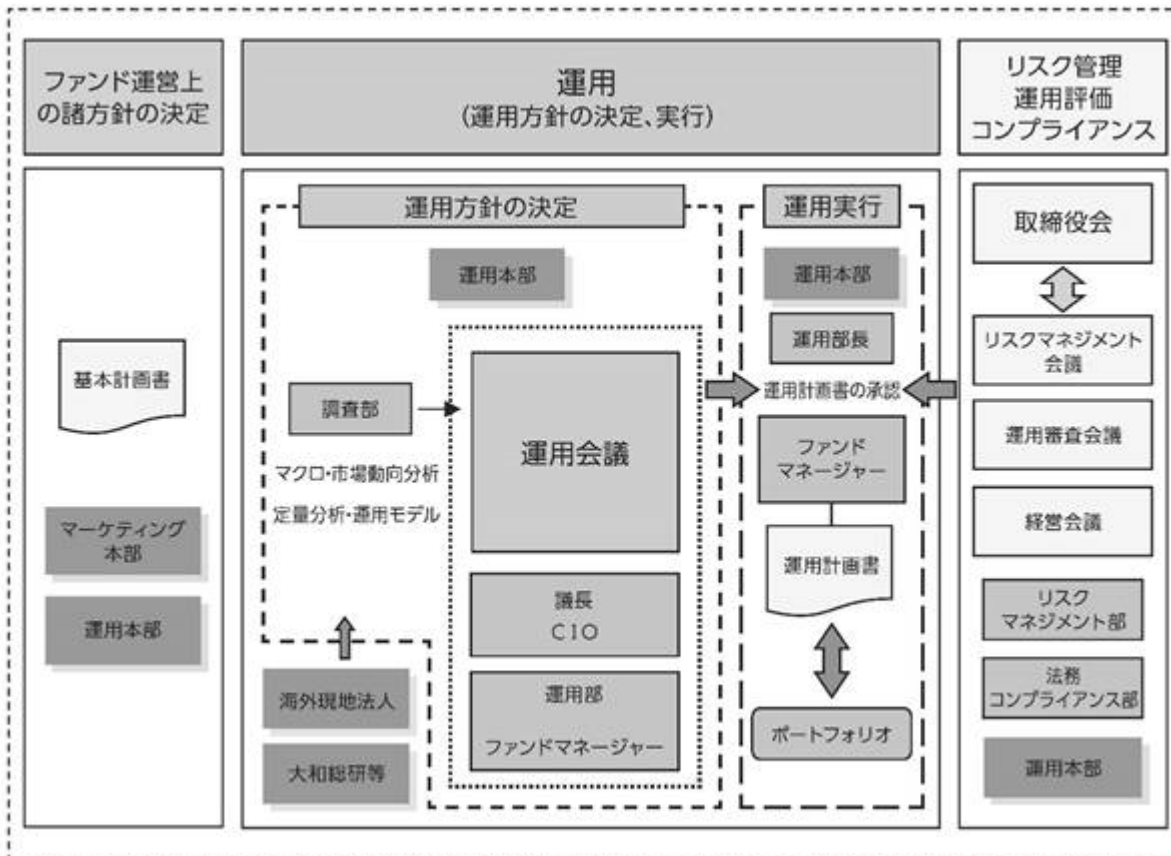 ファンド運営上
の諸方針の決定
運用
(運用方針の決定、実行)
リスク管理
運用評価
コンプライアンス
基本計画書
マーケティング
本部
運用本部
運用方針の決定
運用本部
調査部
マクロ・市場動向分析
定量分析・運用モデル
海外現地法人
大和総研等
運用会議
議長
CIO
運用部
ファンドマネージャー
運用実行
運用本部
運用部長
運用計画書の承認
ファンド
マネージャー
運用計画書
ポートフォリオ
取締役会
リスクマネジメント
会議
運用審査会議
経営会議
リスク
マネジメント部
法務
コンプライアンス部
運用本部